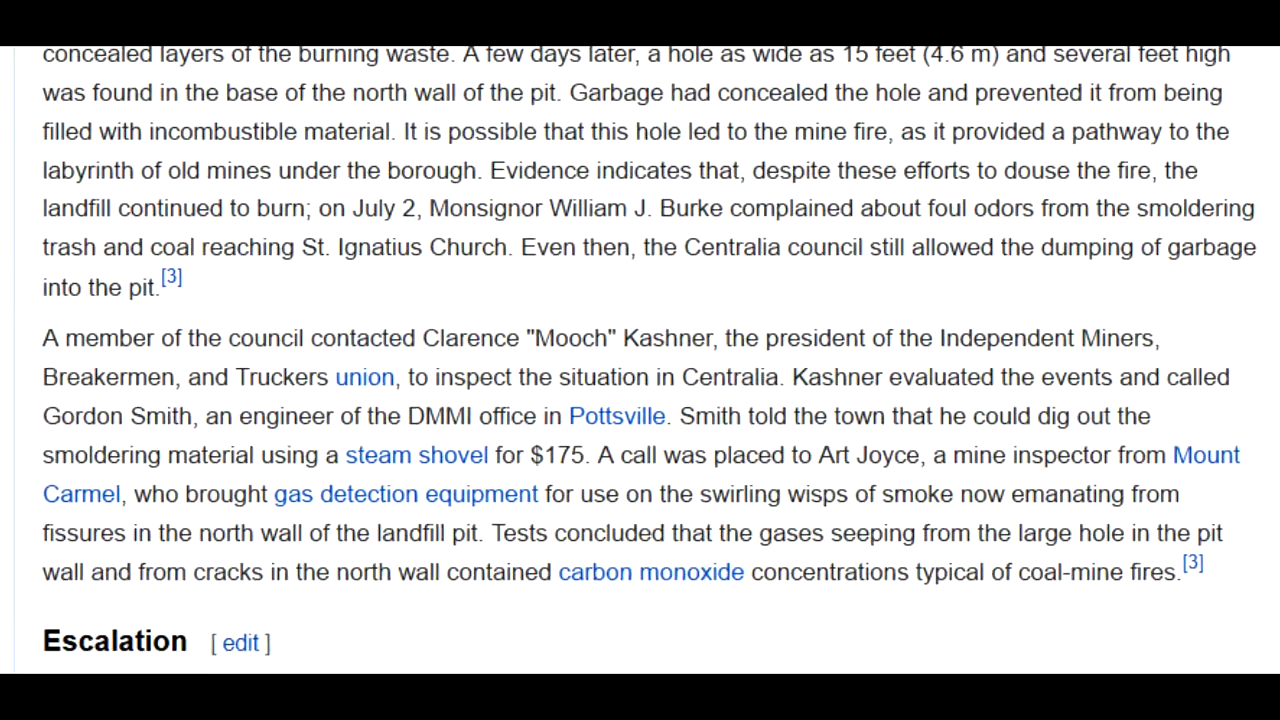 concealed layers of the burning waste. A few days later, a hole as wide as 15 feet (4.6 m) and several feet high
was found in the base of the north wall of the pit. Garbage had concealed the hole and prevented it from being
filled with incombustible material. It is possible that this hole led to the mine fire, as it provided a pathway to the
labyrinth of old mines under the borough. Evidence indicates that, despite these efforts to douse the fire, the
landfill continued to burn; on July 2, Monsignor William J. Burke complained about foul odors from the smoldering
trash and coal reaching St. Ignatius Church. Even then, the Centralia council still allowed the dumping of garbage
into the pit.[3]
A member of the council contacted Clarence "Mooch" Kashner, the president of the Independent Miners,
Breakermen, and Truckers union, to inspect the situation in Centralia. Kashner evaluated the events and called
Gordon Smith, an engineer of the DMMI office in Pottsville. Smith told the town that he could dig out the
smoldering material using a steam shovel for $175. A call was placed to Art Joyce, a mine inspector from Mount
Carmel, who brought gas detection equipment for use on the swirling wisps of smoke now emanating from
fissures in the north wall of the landfill pit. Tests concluded that the gases seeping from the large hole in the pit
wall and from cracks in the north wall contained carbon monoxide concentrations typical of coal-mine fires.[3]
Escalation [ edit ]